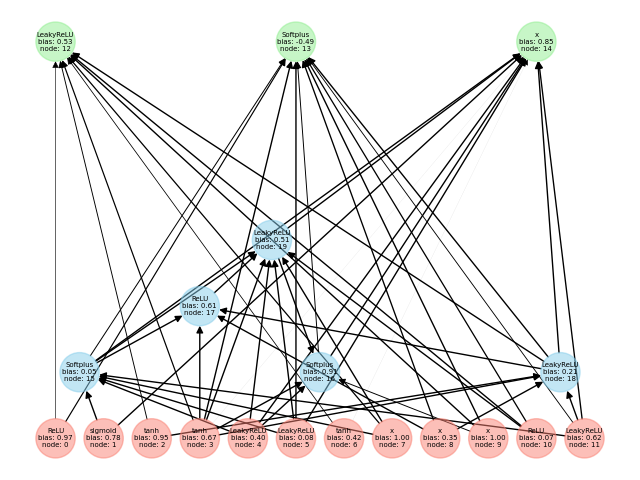 LeakyReLU
bias: 0.53
node: 12
Softplus
bias: -0.49
node: 13
x
bias: 0.85
node: 14
LeakyReLU
bias: 0.51
node: 19
ReLU
bias: 0.61
node: 17
Softplus
bias: 0.05
node: 15
Softplus
bias: 0.91
node: 16
LeakyReLU
bias: 0.21
node: 18
ReLU
bias: 0.97
node: 0
sigmoid
bias: 0.78
node: 1
tanh
bias: 0.95
node: 2
tanh
bias: 0.67
node: 3
LeakyReLU
bias: 0.40
node: 4
LeakyReLU
bias: 0.08
node: 5
tanh
bias: 0.42
node: 6
x
bias: 1.00
node: 7
x
bias: 0.35
node: 8
x
bias: 1.00
node: 9
ReLU
bias: 0.07
node: 10
LeakyReLU
bias: 0.62
node: 11